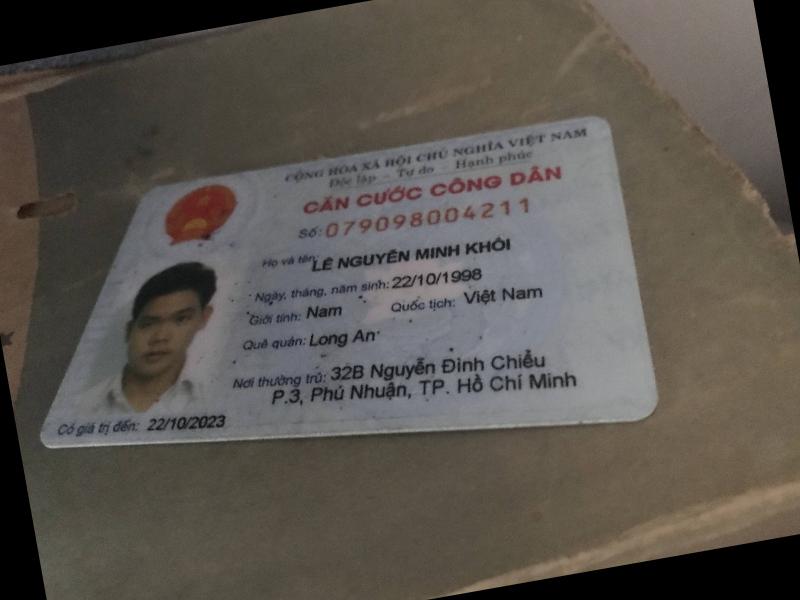 CỘNG HÒA XÃ HỘI CHỦ NGHĨA VIỆT NAM
Độc lập - Tự do - Hạnh phúc
CĂN CƯỚC CÔNG DÂN
Số: 079098004211
Họ và tên: LÊ NGUYỄN MINH KHÔI
Ngày, tháng, năm sinh: 22/10/1998
Giới tính: Nam Quốc tịch: Việt Nam
Quê quán: Long An
Nơi thường trú: 32B Nguyễn Đình Chiểu
P.3, Phú Nhuận, TP. Hồ Chí Minh
Có giá trị đến: 22/10/2023